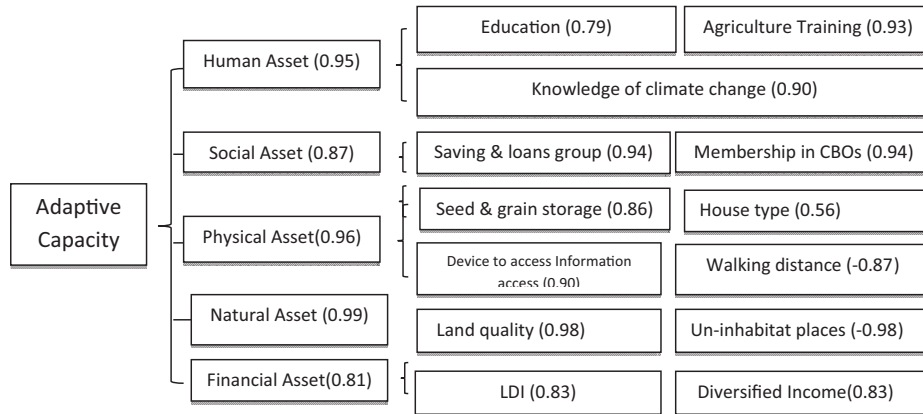 Education (0.79)
Agriculture Training (0.93)
Human Asset (0.95)
Knowledge of climate change (0.90)
Social Asset (0.87)
Saving & loans group (0.94)
Membership in CBOs (0.94)
Adaptive
Capacity
Seed & grain storage (0.86)
House type (0.56)
Physical Asset(0.96)
Device to access Information
access (0.90)
Walking distance (-0.87)
Natural Asset (0.99)
Land quality (0.98)
Un-inhabitat places (-0.98)
Financial Asset(0.81)
LDI (0.83)
Diversified Income(0.83)